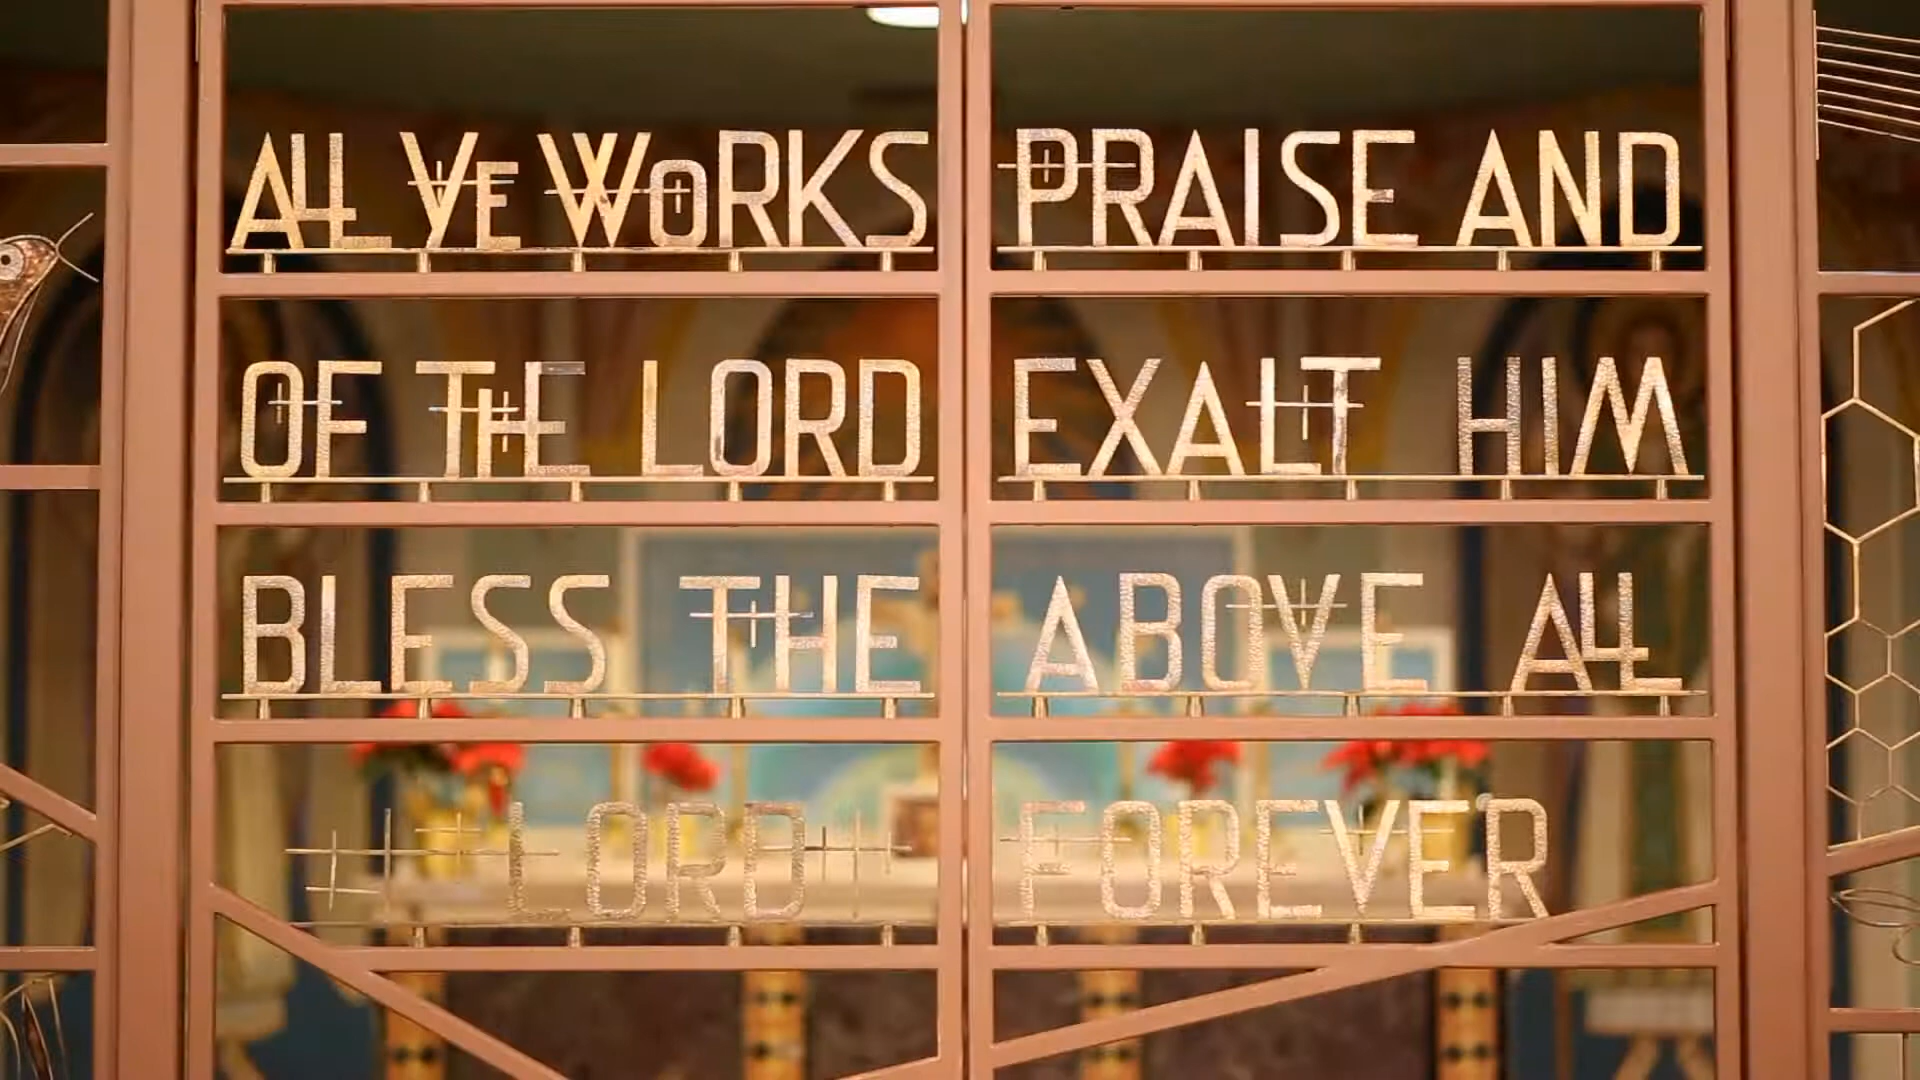 ALL YE WORKS
OF THE LORD
BLESS THE
LORD
PRAISE AND
EXALT HIM
ABOVE ALL
FOREVER